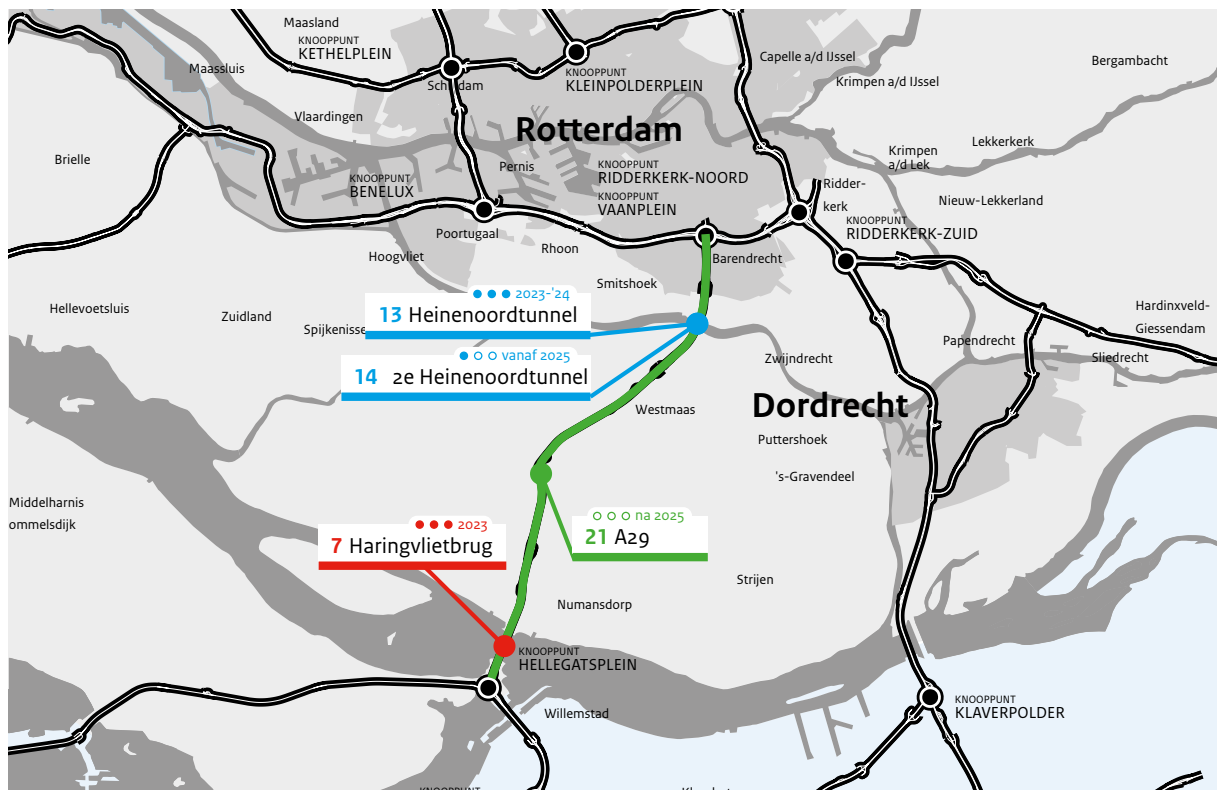 Maasland
KNOOPPUNT
KETHELPLEIN
Maassluis
Schiedam
KNOOPPUNT
KLEINPOLDERPLEIN
Capelle a/d IJssel
Krimpen a/d IJssel
Bergambacht
Vlaardingen
Rotterdam
Brielle
Pernis
KNOOPPUNT
BENELUX
KNOOPPUNT
RIDDERKERK-NOORD
KNOOPPUNT
VAANPLEIN
Krimpen
a/d Lek
Lekkerkerk
Ridder-
kerk
Nieuw-Lekkerland
KNOOPPUNT
RIDDERKERK-ZUID
Poortugaal
Rhoon
Hoogvliet
Barendrecht
Smitshoek
Hellevoetsluis
Zuidland
Spijkenisse
2023-'24
13 Heinenoordtunnel
vanaf 2025
14 2e Heinenoordtunnel
Hardinxveld-
Giessendam
Papendrecht
Sliedrecht
Zwijndrecht
Westmaas
Dordrecht
Puttershoek
's-Gravendeel
Middelharnis
ommelsdijk
2023
7 Haringvlietbrug
na 2025
21 A29
Strijen
Numansdorp
KNOOPPUNT
HELLEGATSPLEIN
Willemstad
KNOOPPUNT
KLAVERPOLDER